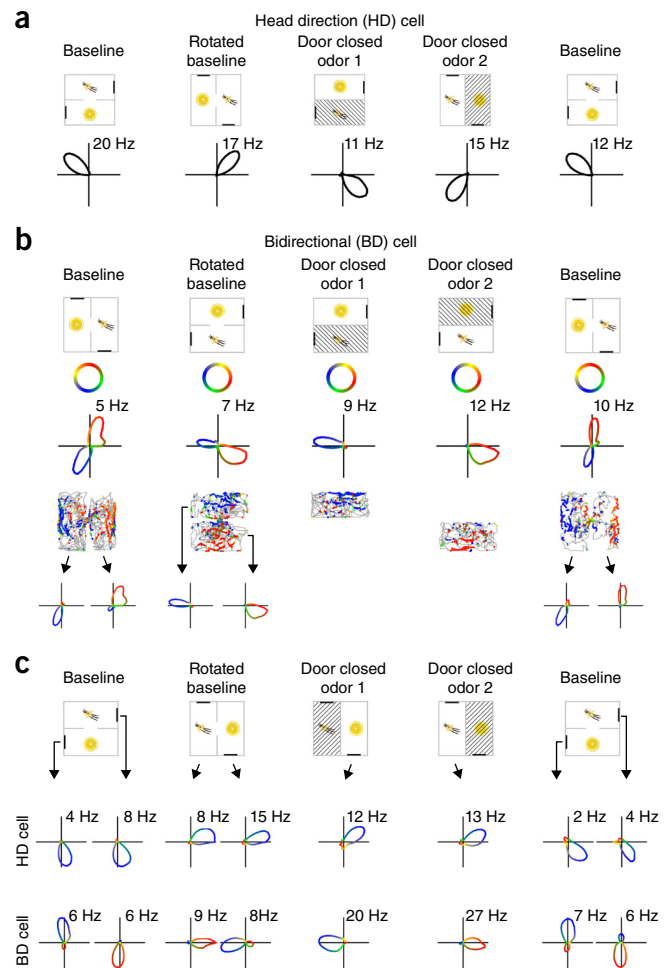 a
Head direction (HD) cell
Baseline
Rotated baseline
Door closed odor 1
Door closed odor 2
Baseline
20 Hz
17 Hz
11 Hz
15 Hz
12 Hz
b
Bidirectional (BD) cell
Baseline
Rotated baseline
Door closed odor 1
Door closed odor 2
Baseline
5 Hz
7 Hz
9 Hz
12 Hz
10 Hz
c
Baseline
Rotated baseline
Door closed odor 1
Door closed odor 2
Baseline
HD cell
4 Hz
8 Hz
8 Hz
15 Hz
12 Hz
13 Hz
2 Hz
4 Hz
BD cell
6 Hz
6 Hz
9 Hz
8Hz
20 Hz
27 Hz
7 Hz
6 Hz